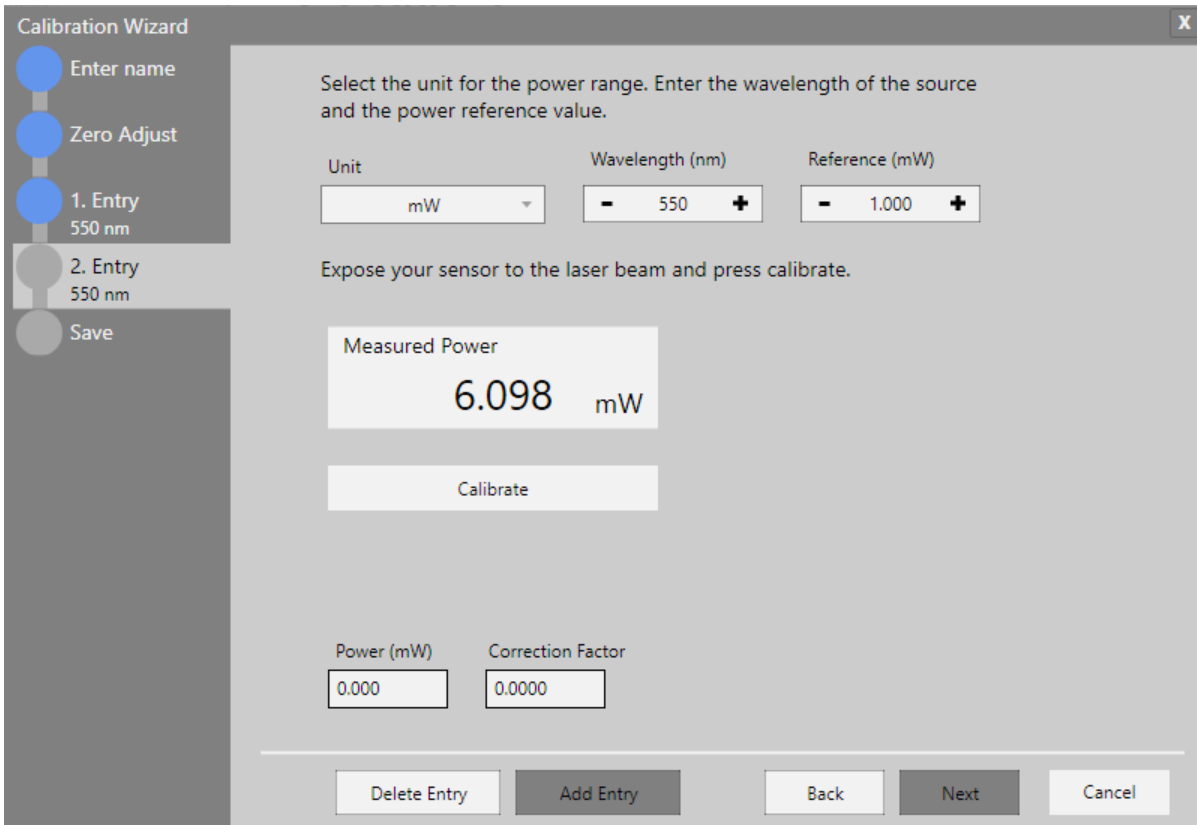 Calibration Wizard
X
Enter name
Zero Adjust
1. Entry
550 nm
2. Entry
550 nm
Save
Select the unit for the power range. Enter the wavelength of the source
and the power reference value.
Unit
Wavelength (nm)
Reference (mW)
mW
- 550 +
- 1.000 +
Expose your sensor to the laser beam and press calibrate.
Measured Power
6.098 mW
Calibrate
Power (mW)
Correction Factor
0.000
0.0000
Delete Entry
Add Entry
Back
Next
Cancel